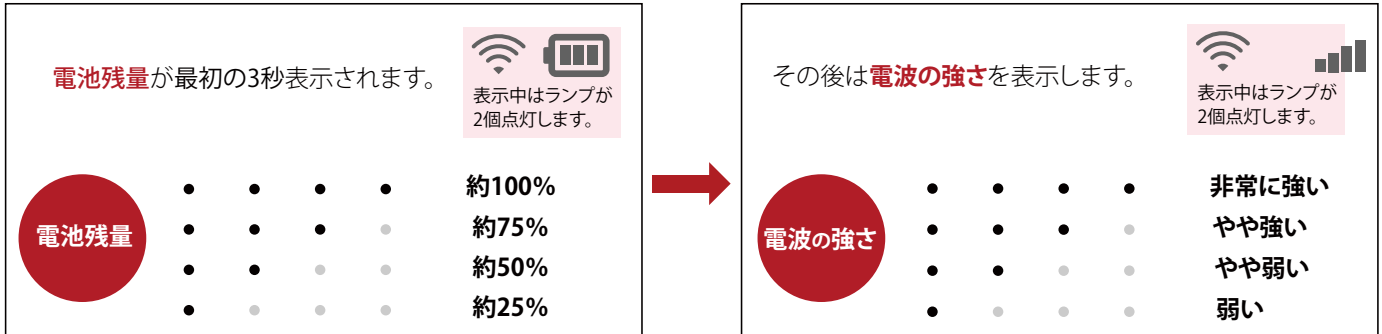 電池残量が最初の3秒表示されます。
表示中はランプが
2個点灯します。
電池残量
約100%
約75%
約50%
約25%
その後は電波の強さを表示します。
表示中はランプが
2個点灯します。
電波の強さ
非常に強い
やや強い
やや弱い
弱い